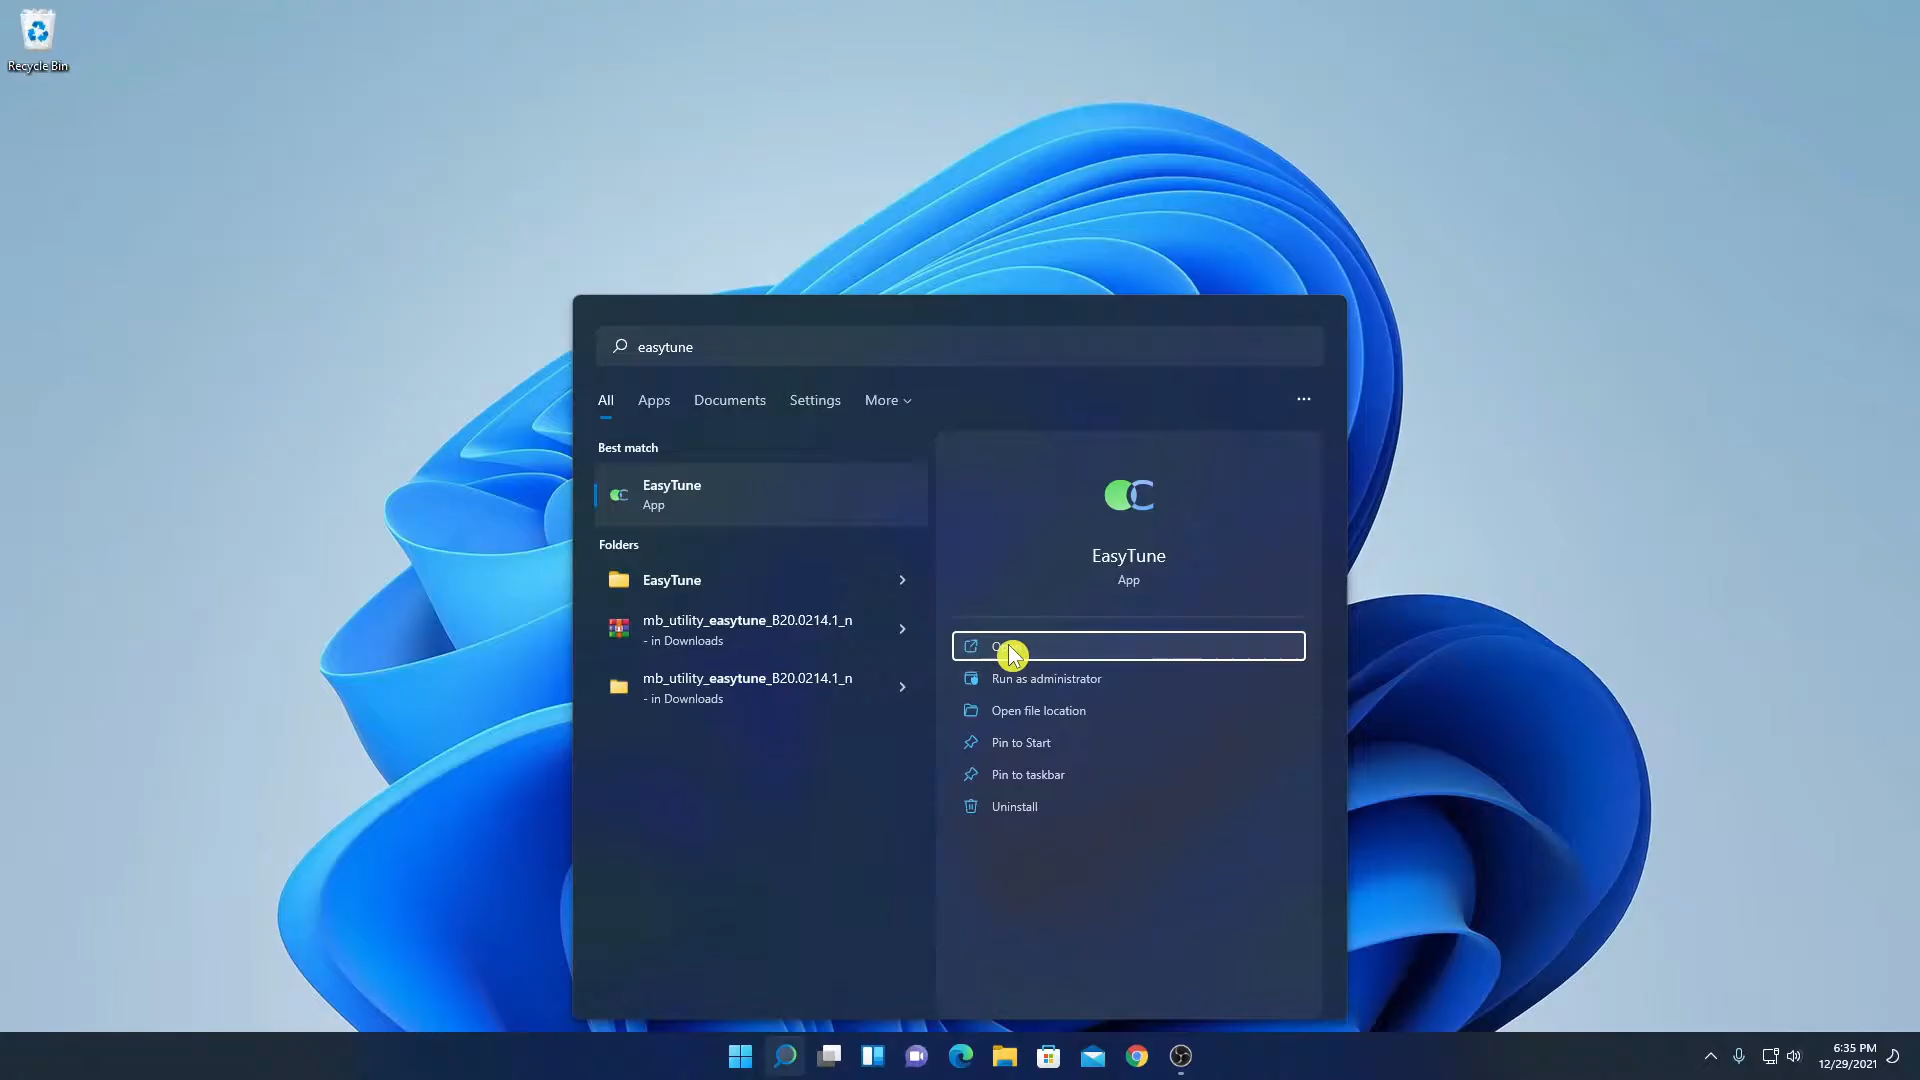 Recycle Bin
easytune
All Apps Documents Settings More
Best match
EasyTune
App
Folders
EasyTune
mb_utility_easytune_B20.0214.1_n
- in Downloads
mb_utility_easytune_B20.0214.1_n
- in Downloads
EasyTune
App
Run as administrator
Open file location
Pin to Start
Pin to taskbar
Uninstall
6:35 PM
12/29/2021